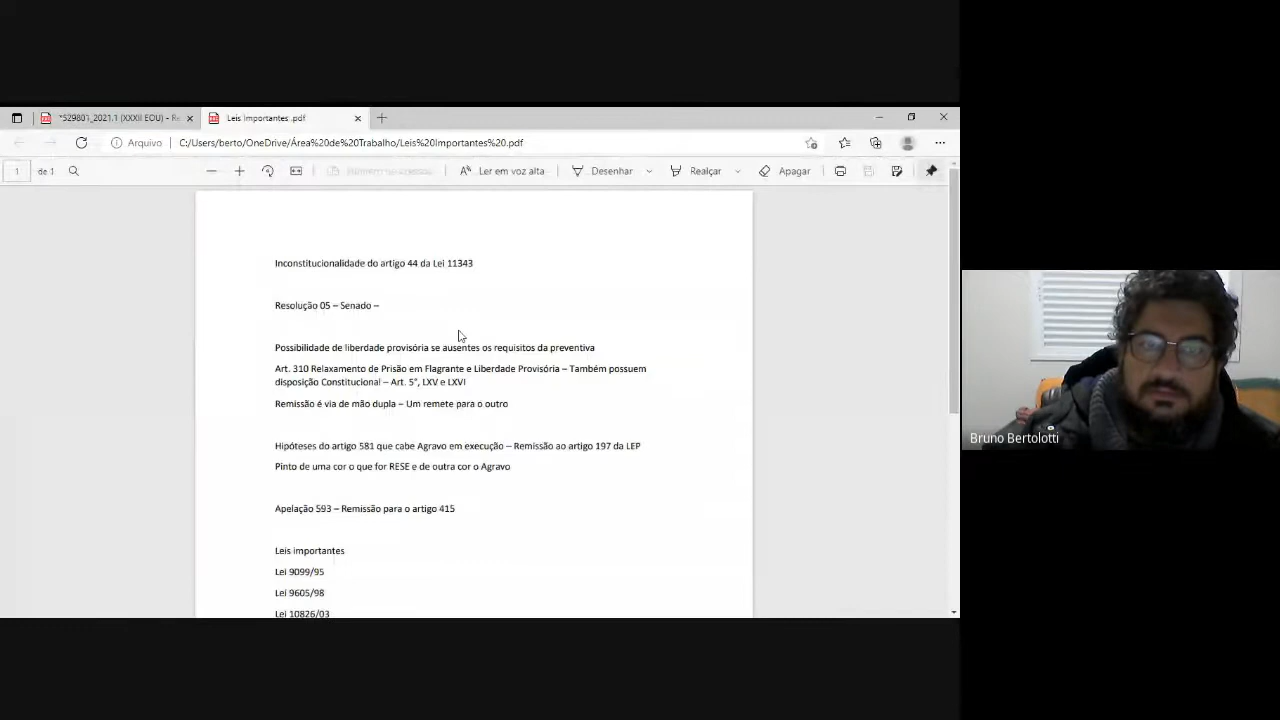 *529801_2021.1 (XXXII EOU) - Re
Leis Importantes .pdf
Arquivo
C:/Users/berto/OneDrive/Área%20de%20Trabalho/Leis%20Importantes%20.pdf
1 de 1
Ler em voz alta
Desenhar
Realçar
Apagar
Inconstitucionalidade do artigo 44 da Lei 11343
Resolução 05 – Senado –
Possibilidade de liberdade provisória se ausentes os requisitos da preventiva
Art. 310 Relaxamento de Prisão em Flagrante e Liberdade Provisória – Também possuem
disposição Constitucional – Art. 5º, LXV e LXVI
Remissão é via de mão dupla – Um remete para o outro
Hipóteses do artigo 581 que cabe Agravo em execução – Remissão ao artigo 197 da LEP
Pinto de uma cor o que for RESE e de outra cor o Agravo
Apelação 593 – Remissão para o artigo 415
Leis importantes
Lei 9099/95
Lei 9605/98
Lei 10826/03
Bruno Bertolotti